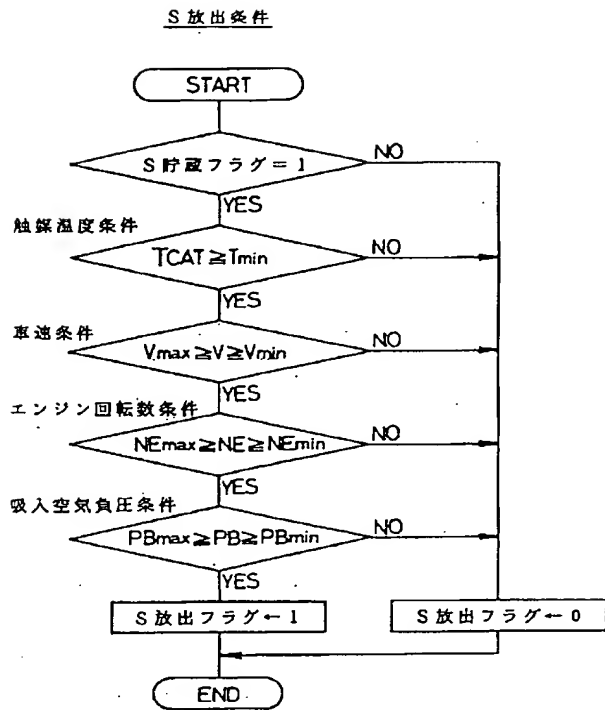 S放出条件
START
S貯蔵フラグ=1
NO
YES
触媒温度条件
TCAT≧Tmin
NO
YES
車速条件
Vmax≧V≧Vmin
NO
YES
エンジン回転数条件
NEmax≧NE≧NEmin
NO
YES
吸入空気負圧条件
PBmax≧PB≧PBmin
NO
YES
S放出フラグ←1
S放出フラグ←0
END